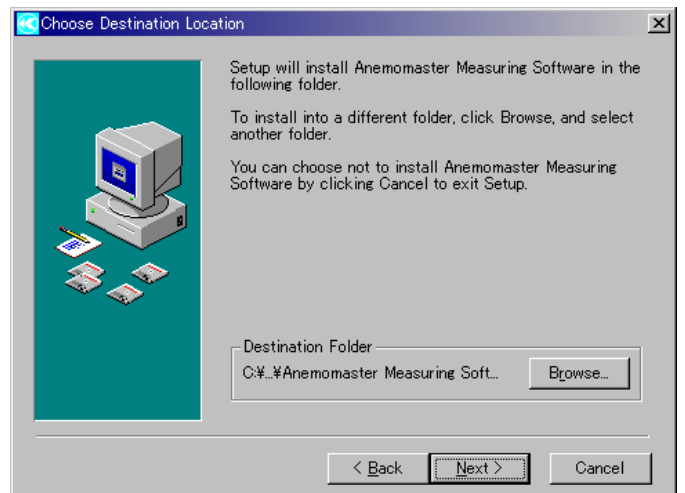 Choose Destination Location
Setup will install Anemomaster Measuring Software in the
following folder.
To install into a different folder, click Browse, and select
another folder.
You can choose not to install Anemomaster Measuring
Software by clicking Cancel to exit Setup.
Destination Folder
C:¥...¥Anemomaster Measuring Soft...
Browse...
< Back
Next >
Cancel